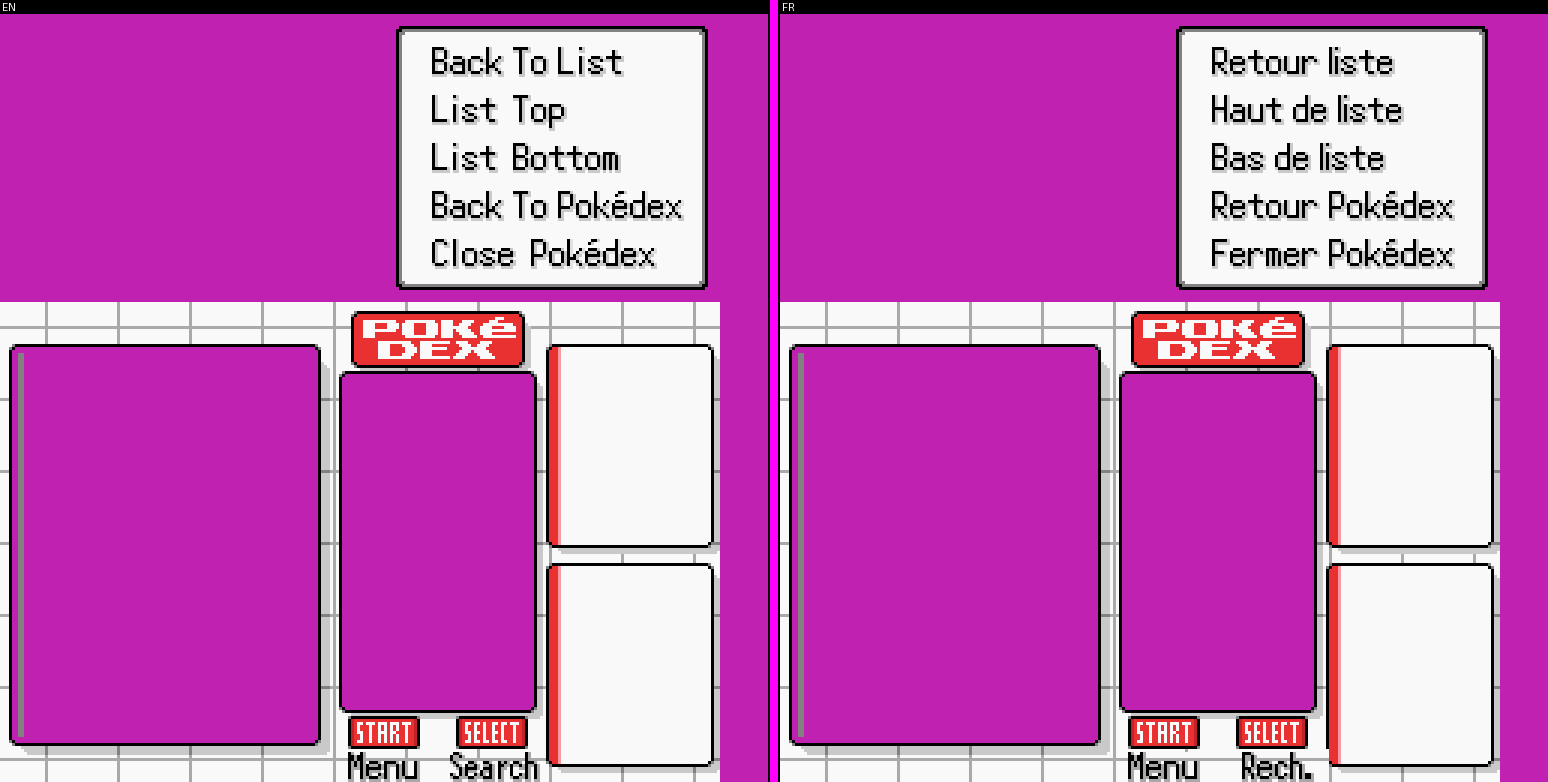 EN
Back To List
List Top
List Bottom
Back To Pokédex
Close Pokédex
POKé
DEX
START SELECT
Menu Search
FR
Retour liste
Haut de liste
Bas de liste
Retour Pokédex
Fermer Pokédex
POKé
DEX
START SELECT
Menu Rech.